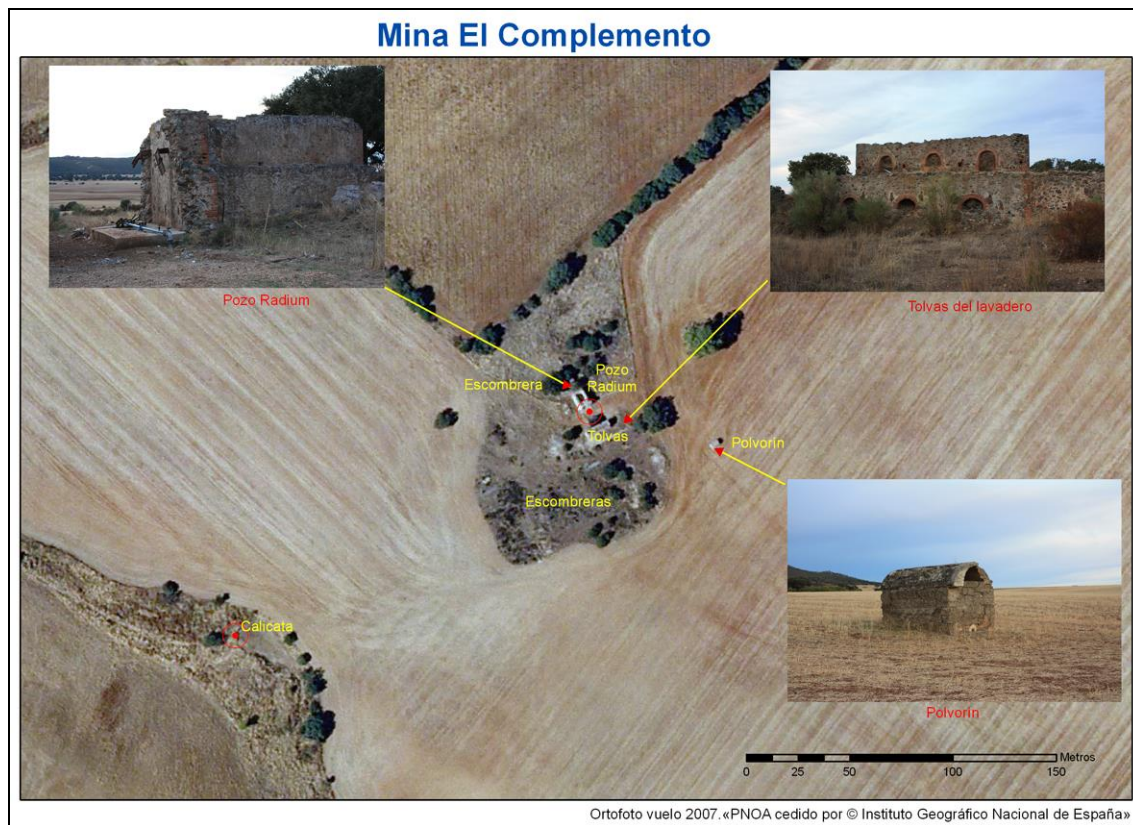 Mina El Complemento
Pozo Radium
Tolvas del lavadero
Escombrera
Pozo
Radium
Tolvas
Polvorín
Escombreras
Calicata
Polvorín
Metros
0 25 50 100 150
Ortofoto vuelo 2007.«PNOA cedido por © Instituto Geográfico Nacional de España»